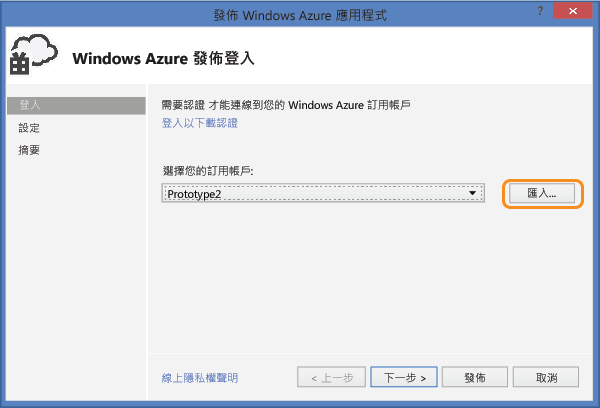 發佈 Windows Azure 應用程式
?
Windows Azure 發佈登入
登入
設定
摘要
需要認證 才能連線到您的 Windows Azure 訂用帳戶
登入以下載認證
選擇您的訂用帳戶:
Prototype2
匯入...
線上隱私權聲明
< 上一步
下一步 >
發佈
取消